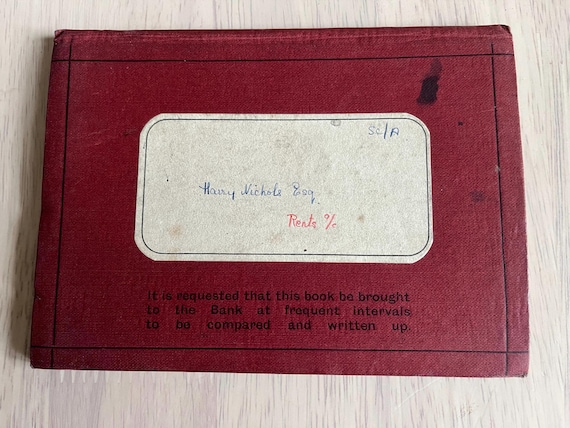 SC/A
Harry Nichols Esq.
Rents %
It is requested that this book be brought
to the Bank at frequent intervals
to be compared and written up.